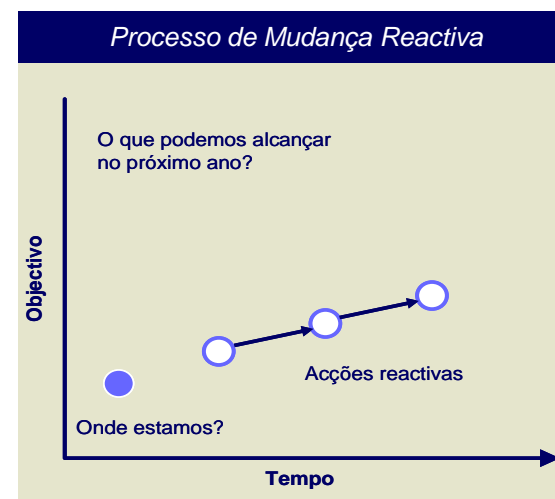 Processo de Mudança Reactiva
O que podemos alcançar
no próximo ano?
Objectivo
Acções reactivas
Onde estamos?
Tempo